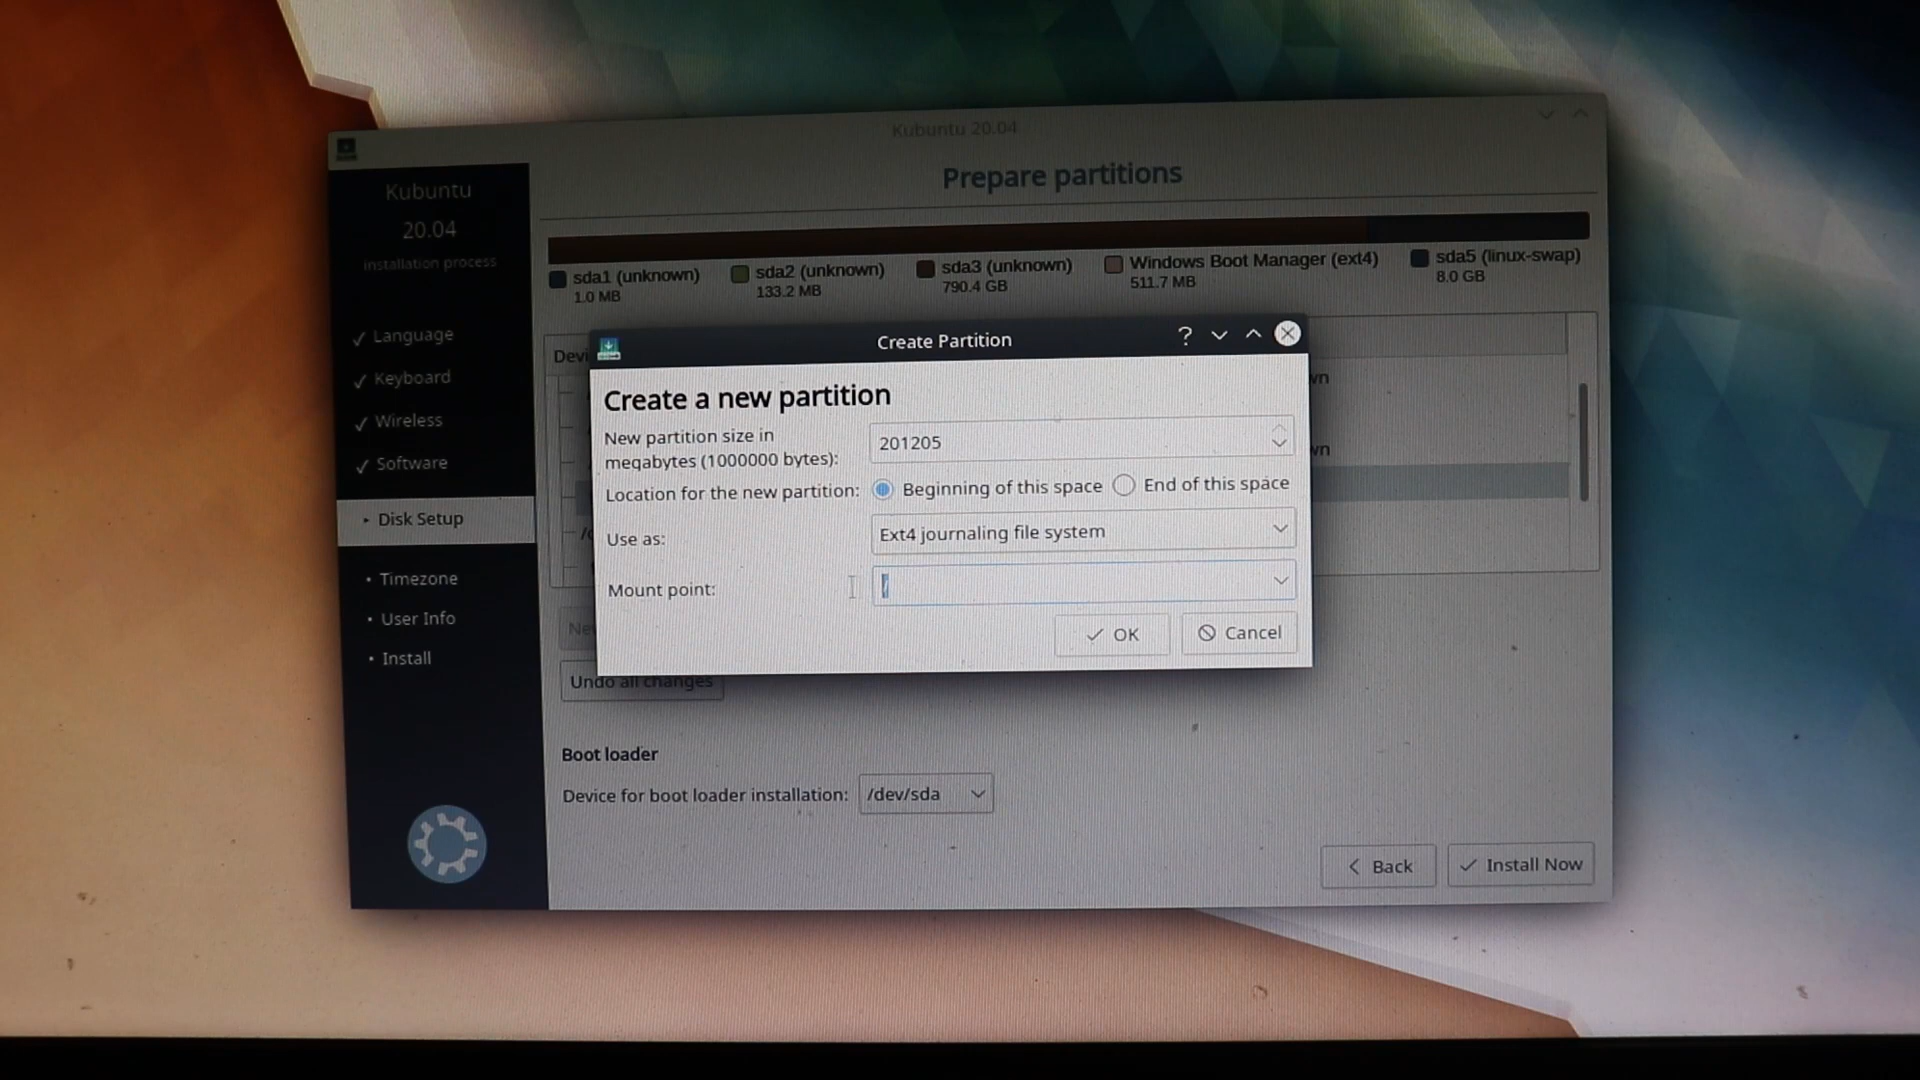 Kubuntu 20.04
Kubuntu
20.04
installation process
Language
Keyboard
Wireless
Software
Disk Setup
Timezone
User Info
Install
Prepare partitions
sda1 (unknown)
1.0 MB
sda2 (unknown)
133.2 MB
sda3 (unknown)
790.4 GB
Windows Boot Manager (ext4)
511.7 MB
sda5 (linux-swap)
8.0 GB
Devi
wn
wn
Create Partition
Create a new partition
New partition size in
megabytes (1000000 bytes):
201205
Location for the new partition:
Beginning of this space
End of this space
Use as:
Ext4 journaling file system
Mount point:
/
OK
Cancel
Ne
Undo all changes
Boot loader
Device for boot loader installation:
/dev/sda
Back
Install Now